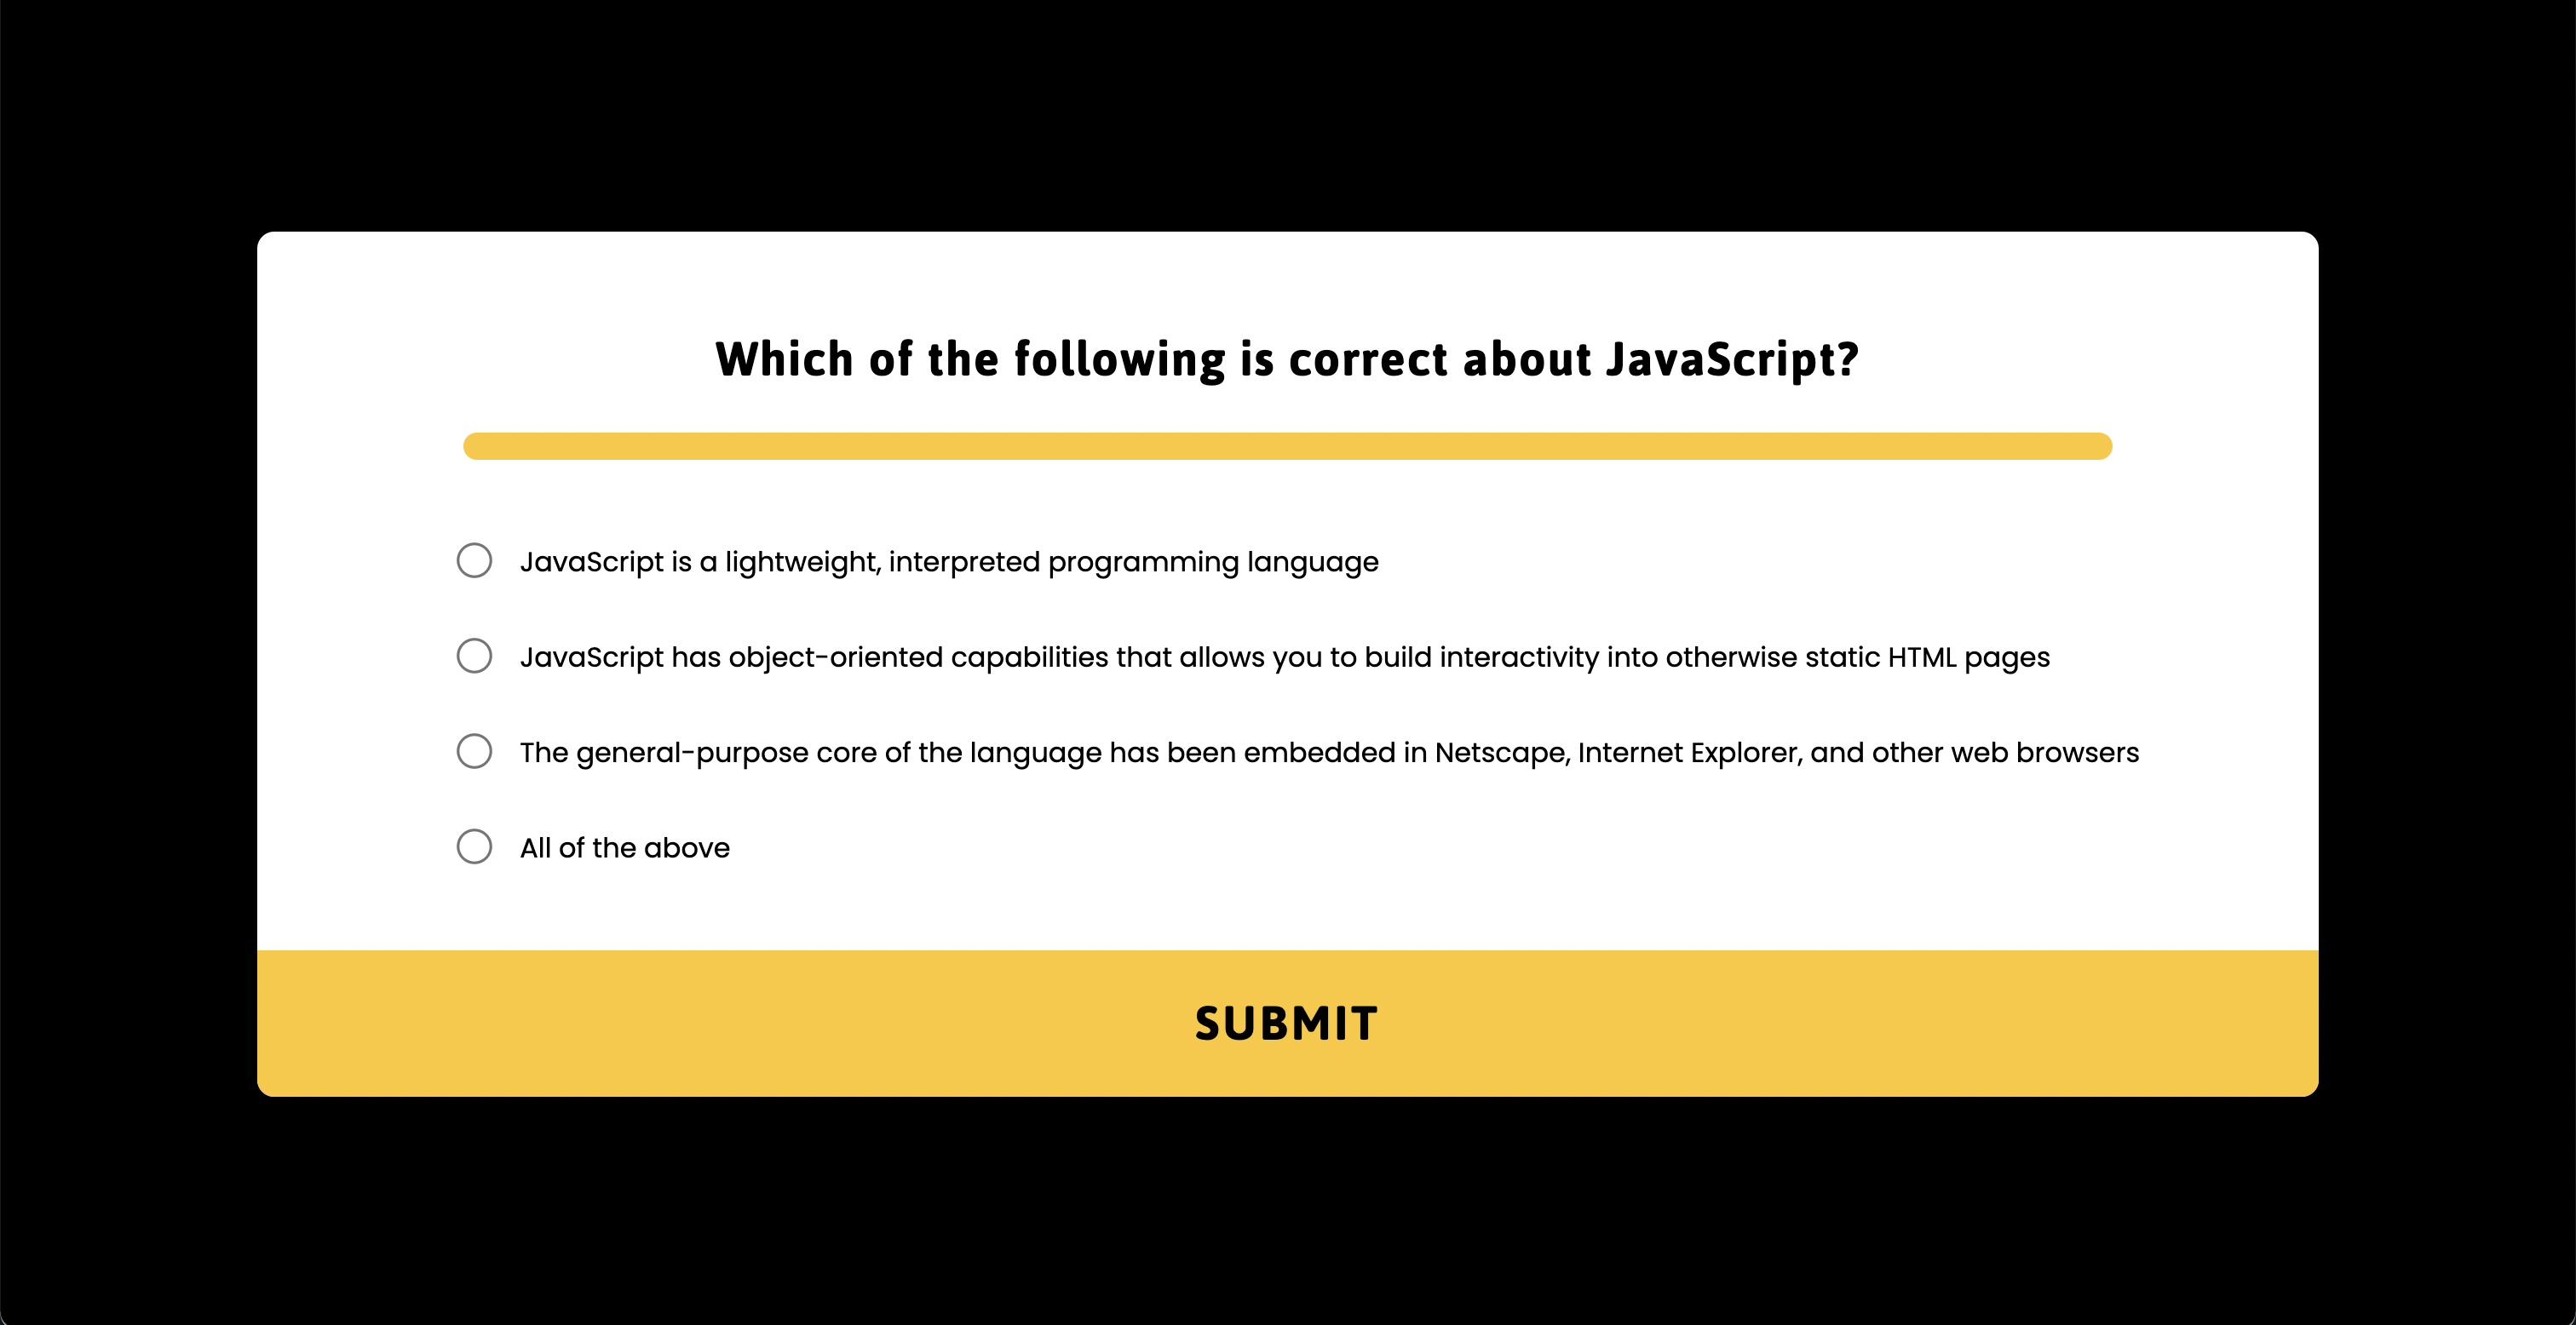 Which of the following is correct about JavaScript?
JavaScript is a lightweight, interpreted programming language
JavaScript has object-oriented capabilities that allows you to build interactivity into otherwise static HTML pages
The general-purpose core of the language has been embedded in Netscape, Internet Explorer, and other web browsers
All of the above
SUBMIT